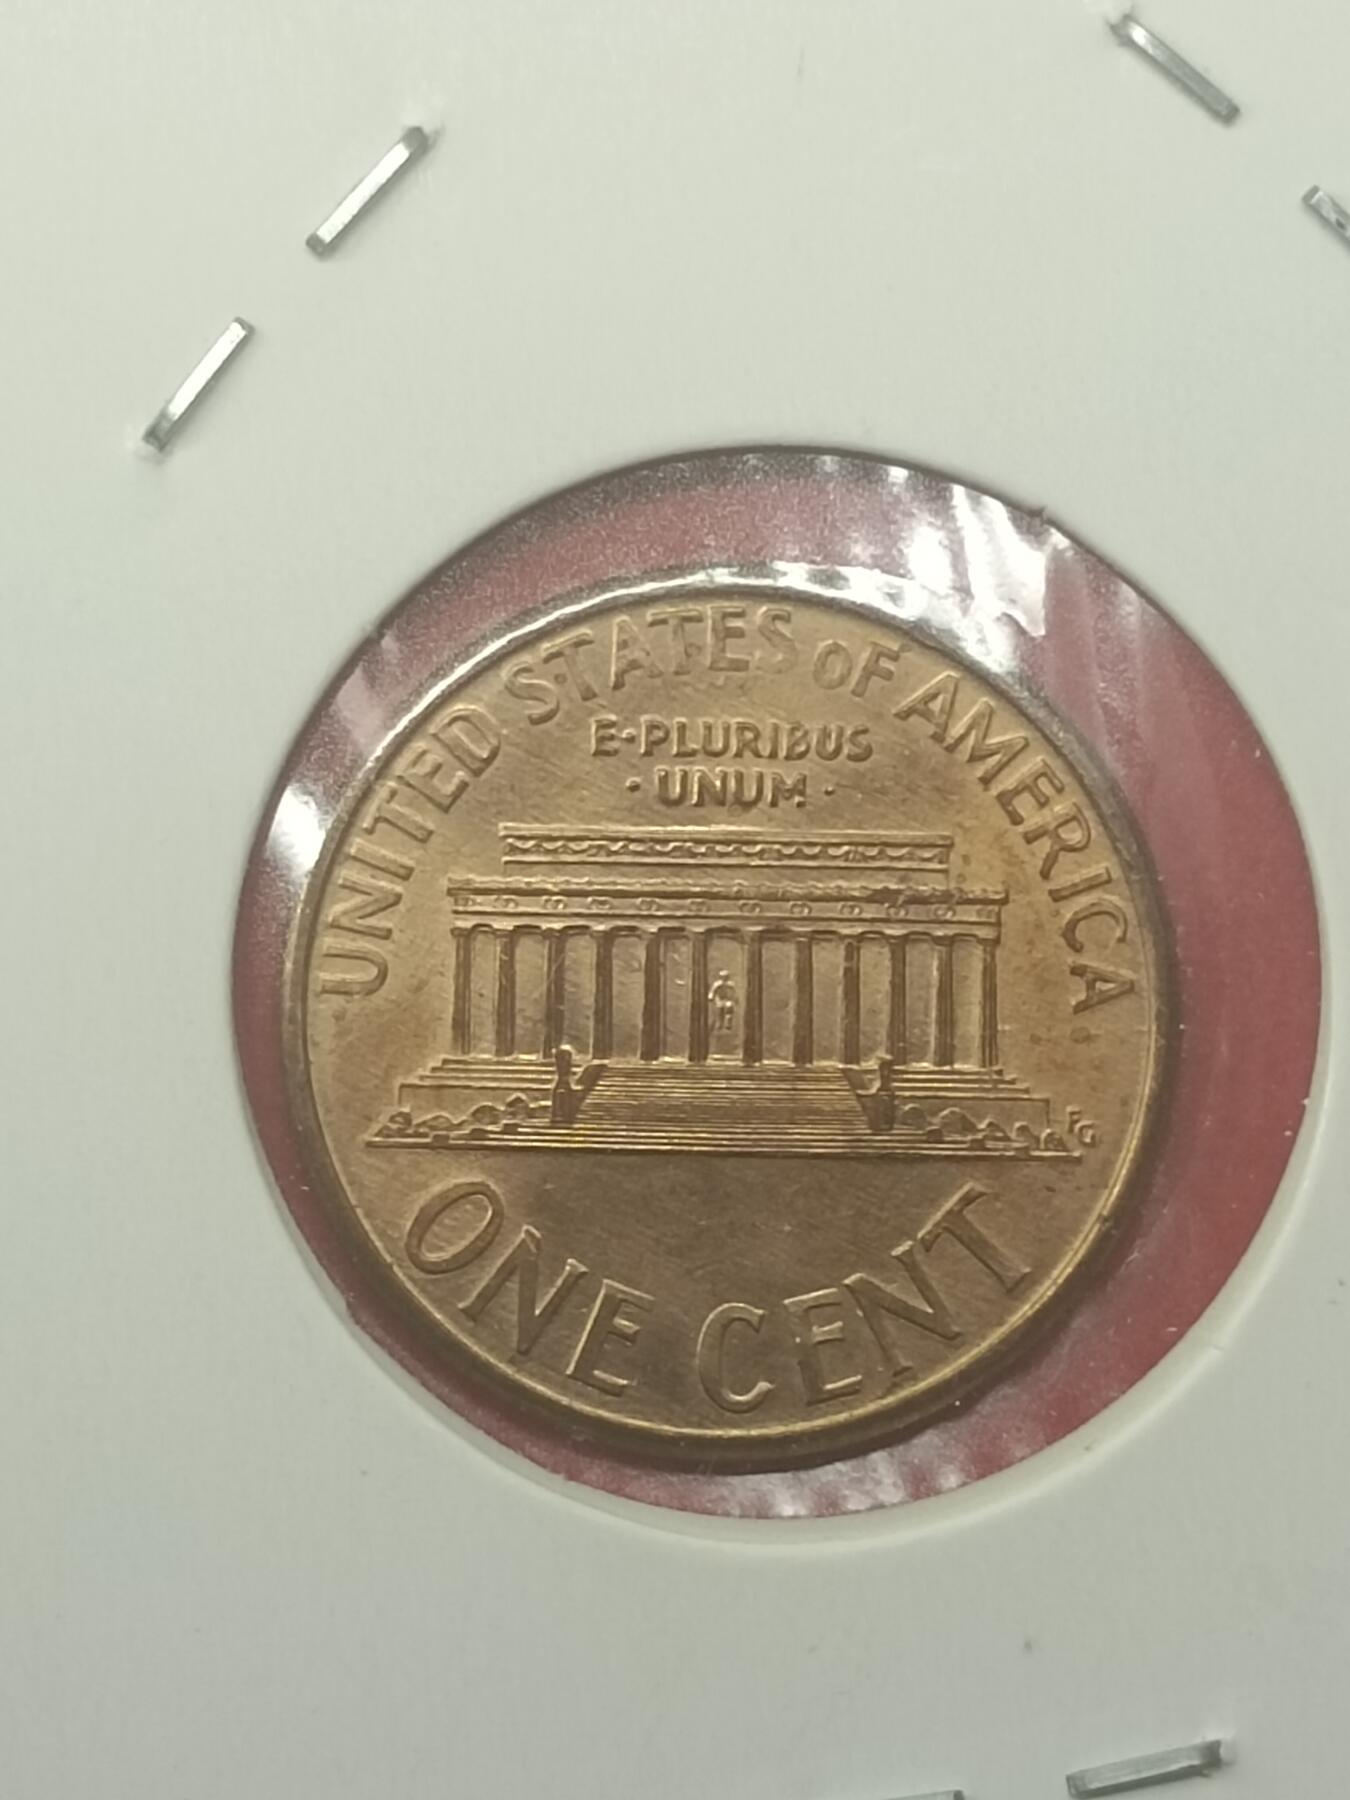 UNITED STATES OF AMERICA
E·PLURIBUS
·UNUM·
FG
ONE CENT